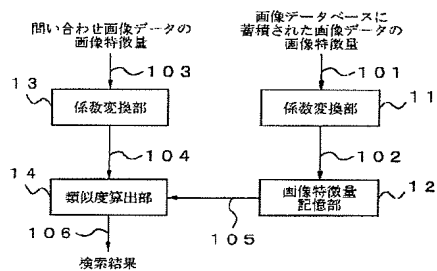 問い合わせ画像データの
画像特徴量
画像データベースに
蓄積された画像データの
画像特徴量
13
103
101
係数変換部
係数変換部
11
104
102
14
類似度算出部
画像特徴量
記憶部
12
106
105
検索結果